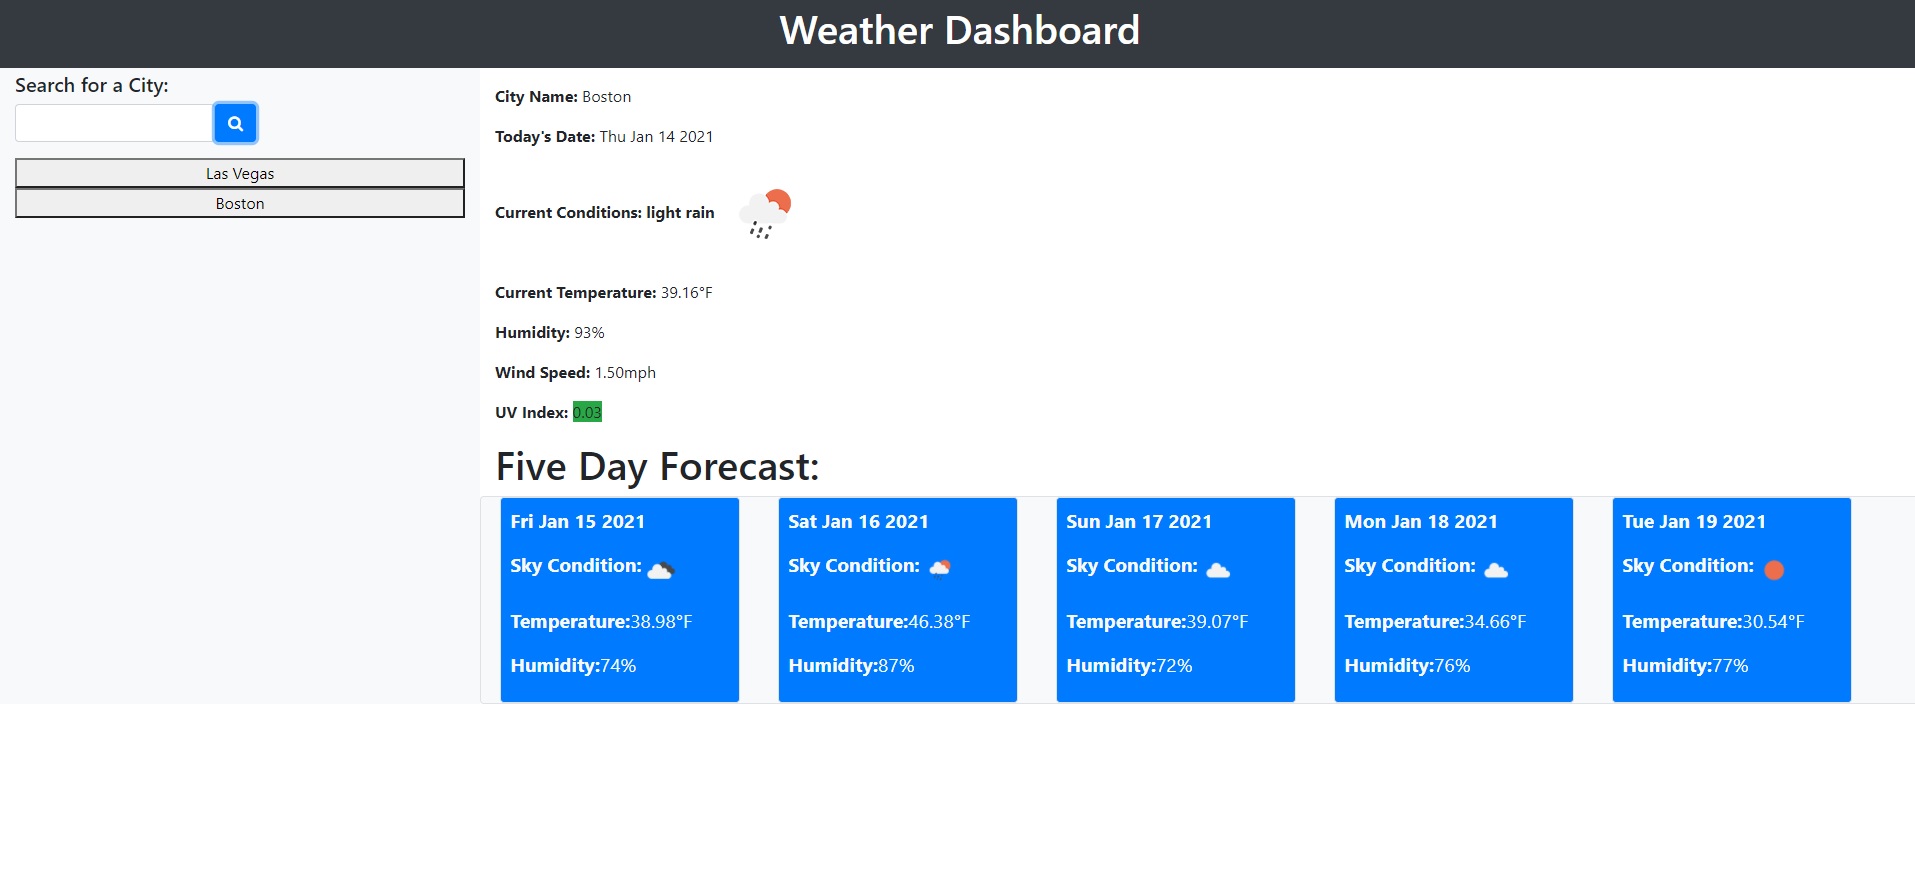 Weather Dashboard
Search for a City:
Las Vegas
Boston
City Name: Boston
Today's Date: Thu Jan 14 2021
Current Conditions: light rain
Current Temperature: 39.16°F
Humidity: 93%
Wind Speed: 1.50mph
UV Index: 0.03
Five Day Forecast:
Fri Jan 15 2021
Sky Condition:
Temperature:38.98°F
Humidity:74%
Sat Jan 16 2021
Sky Condition:
Temperature:46.38°F
Humidity:87%
Sun Jan 17 2021
Sky Condition:
Temperature:39.07°F
Humidity:72%
Mon Jan 18 2021
Sky Condition:
Temperature:34.66°F
Humidity:76%
Tue Jan 19 2021
Sky Condition:
Temperature:30.54°F
Humidity:77%